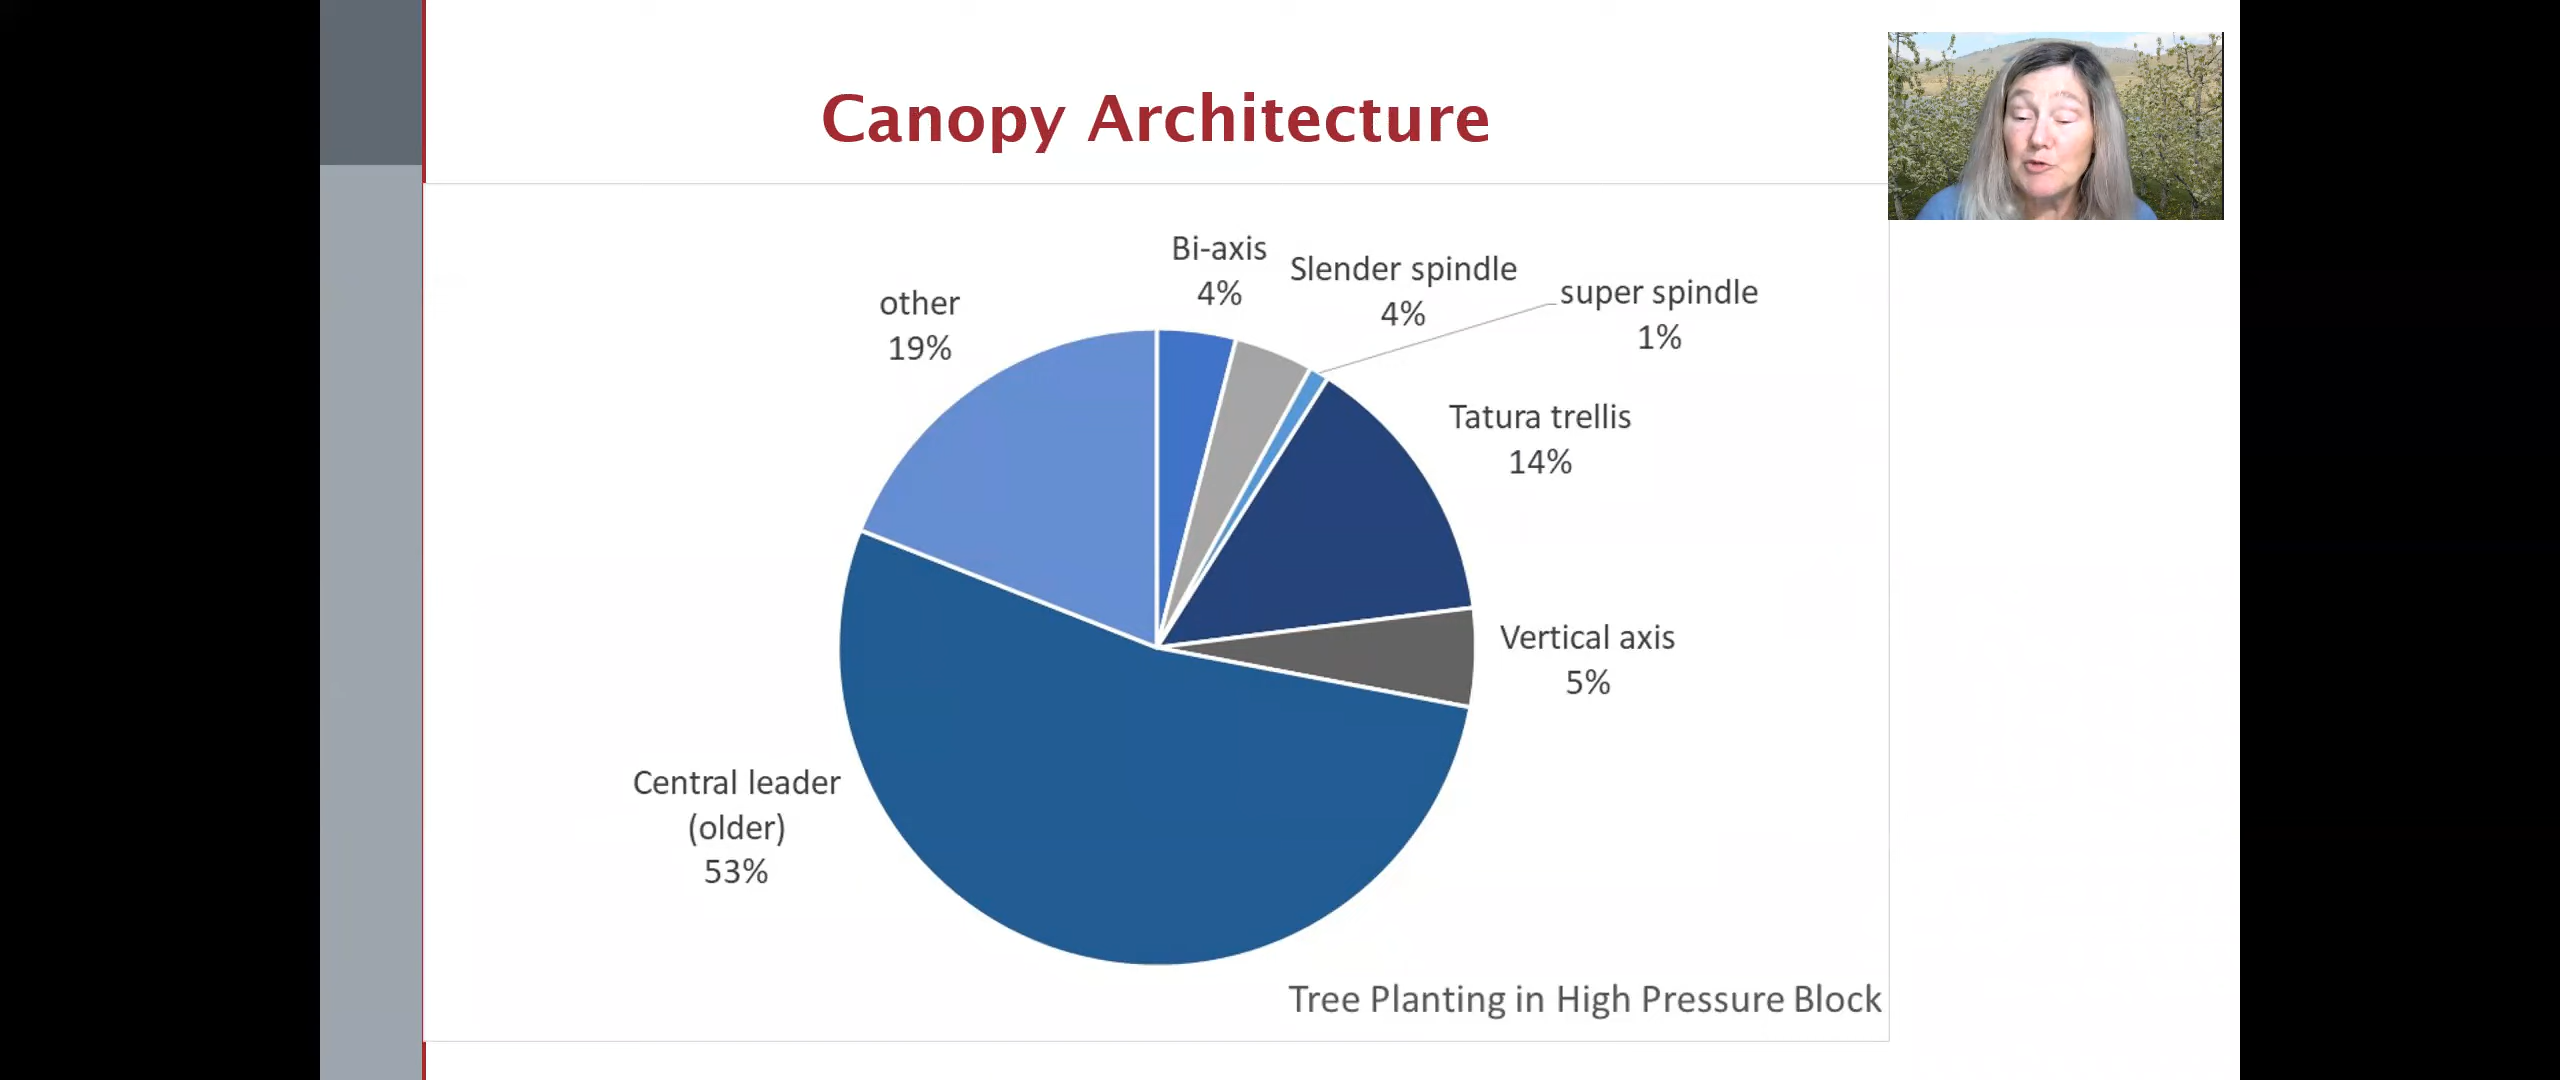 Canopy Architecture
Bi-axis
4%
Slender spindle
4%
super spindle
1%
other
19%
Tatura trellis
14%
Vertical axis
5%
Central leader
(older)
53%
Tree Planting in High Pressure Block